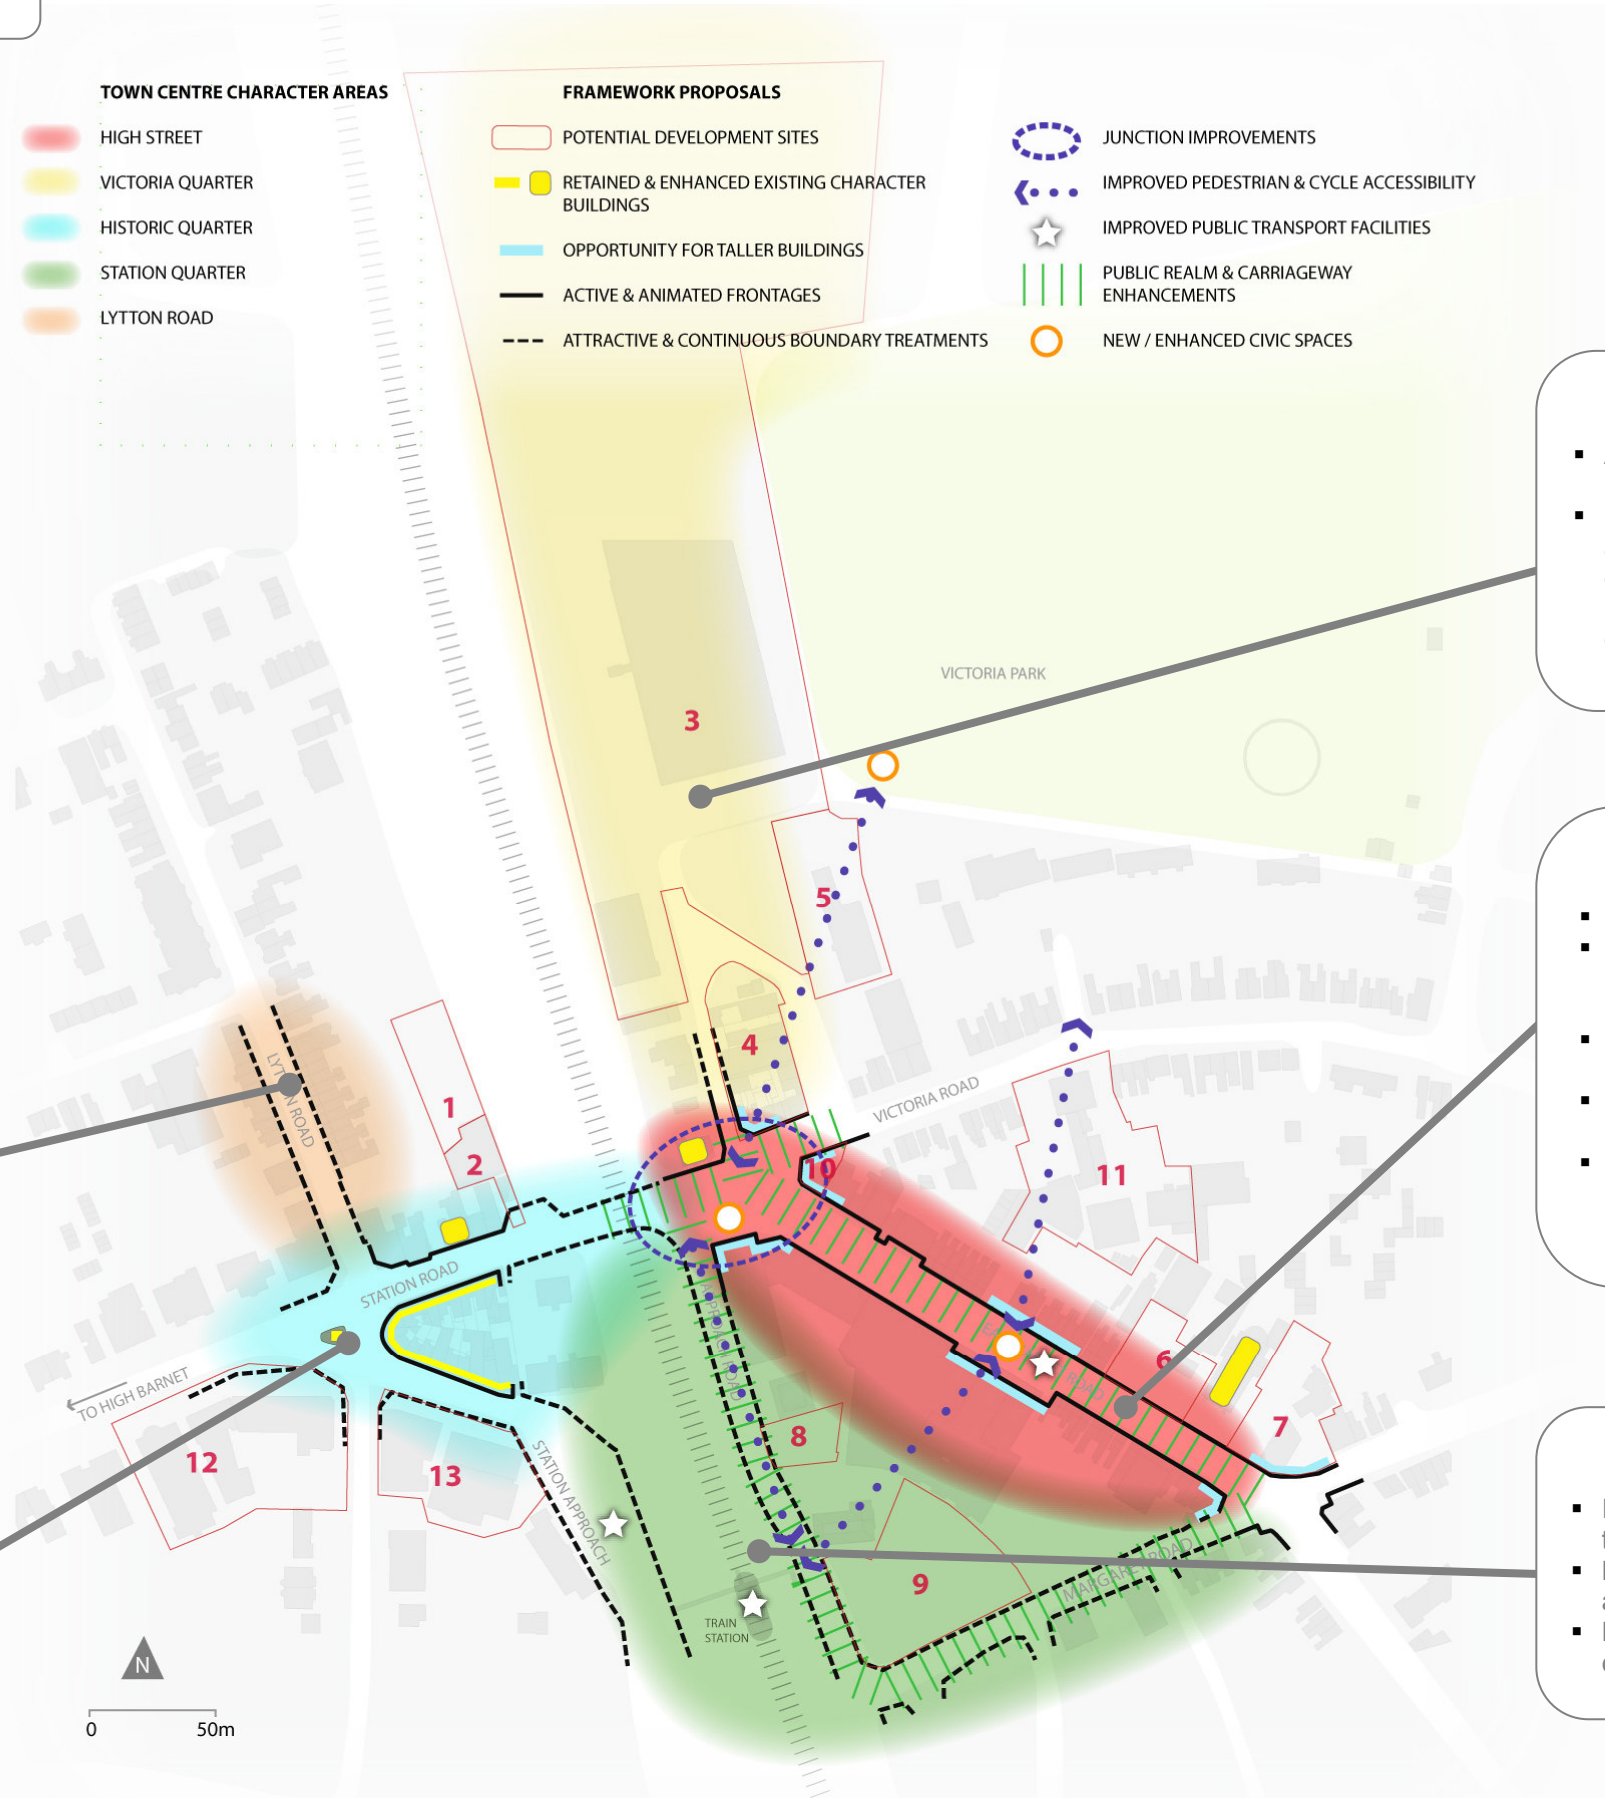 TOWN CENTRE CHARACTER AREAS
HIGH STREET
VICTORIA QUARTER
HISTORIC QUARTER
STATION QUARTER
LYTTON ROAD
FRAMEWORK PROPOSALS
POTENTIAL DEVELOPMENT SITES
RETAINED & ENHANCED EXISTING CHARACTER
BUILDINGS
OPPORTUNITY FOR TALLER BUILDINGS
ACTIVE & ANIMATED FRONTAGES
ATTRACTIVE & CONTINUOUS BOUNDARY TREATMENTS
JUNCTION IMPROVEMENTS
IMPROVED PEDESTRIAN & CYCLE ACCESSIBILITY
IMPROVED PUBLIC TRANSPORT FACILITIES
PUBLIC REALM & CARRIAGEWAY
ENHANCEMENTS
NEW / ENHANCED CIVIC SPACES
VICTORIA PARK
3
5
4
VICTORIA ROAD
1
2
10
11
STATION ROAD
TO HIGH BARNET
ROAD
6
7
8
12
13
STATION APPROACH
9
MARGARET ROAD
TRAIN
STATION
N
0
50m